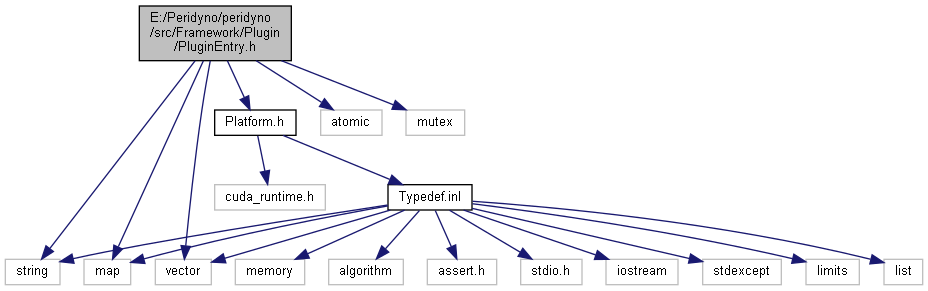 E:/Peridyno/peridyno
/src/Framework/Plugin
/PluginEntry.h
Platform.h
atomic
mutex
cuda_runtime.h
Typedef.inl
string
map
vector
memory
algorithm
assert.h
stdio.h
iostream
stdexcept
limits
list